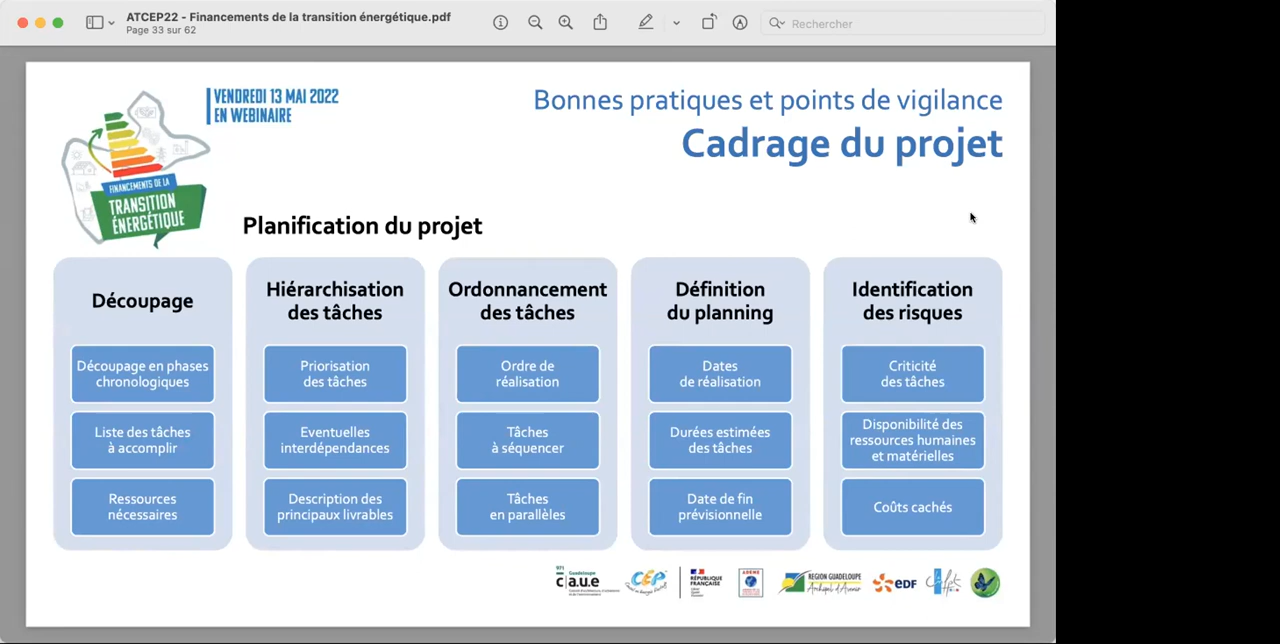 ATCEP22 - Financements de la transition énergétique.pdf
Page 33 sur 62
Rechercher
VENDREDI 13 MAI 2022
EN WEBINAIRE
Bonnes pratiques et points de vigilance
Cadrage du projet
FINANCEMENTS DE LA
TRANSITION
ÉNERGÉTIQUE
Planification du projet
Découpage
Découpage en phases
chronologiques
Liste des tâches
à accomplir
Ressources
nécessaires
Hiérarchisation
des tâches
Priorisation
des tâches
Eventuelles
interdépendances
Description des
principaux livrables
Ordonnancement
des tâches
Ordre de
réalisation
Tâches
à séquencer
Tâches
en parallèles
Définition
du planning
Dates
de réalisation
Durées estimées
des tâches
Date de fin
prévisionnelle
Identification
des risques
Criticité
des tâches
Disponibilité des
ressources humaines
et matérielles
Coûts cachés
971
Guadeloupe
c|a.u.e
CEP
RÉPUBLIQUE
FRANÇAISE
ADEME
REGION GUADELOUPE
Archipel d'Avenir
EDF